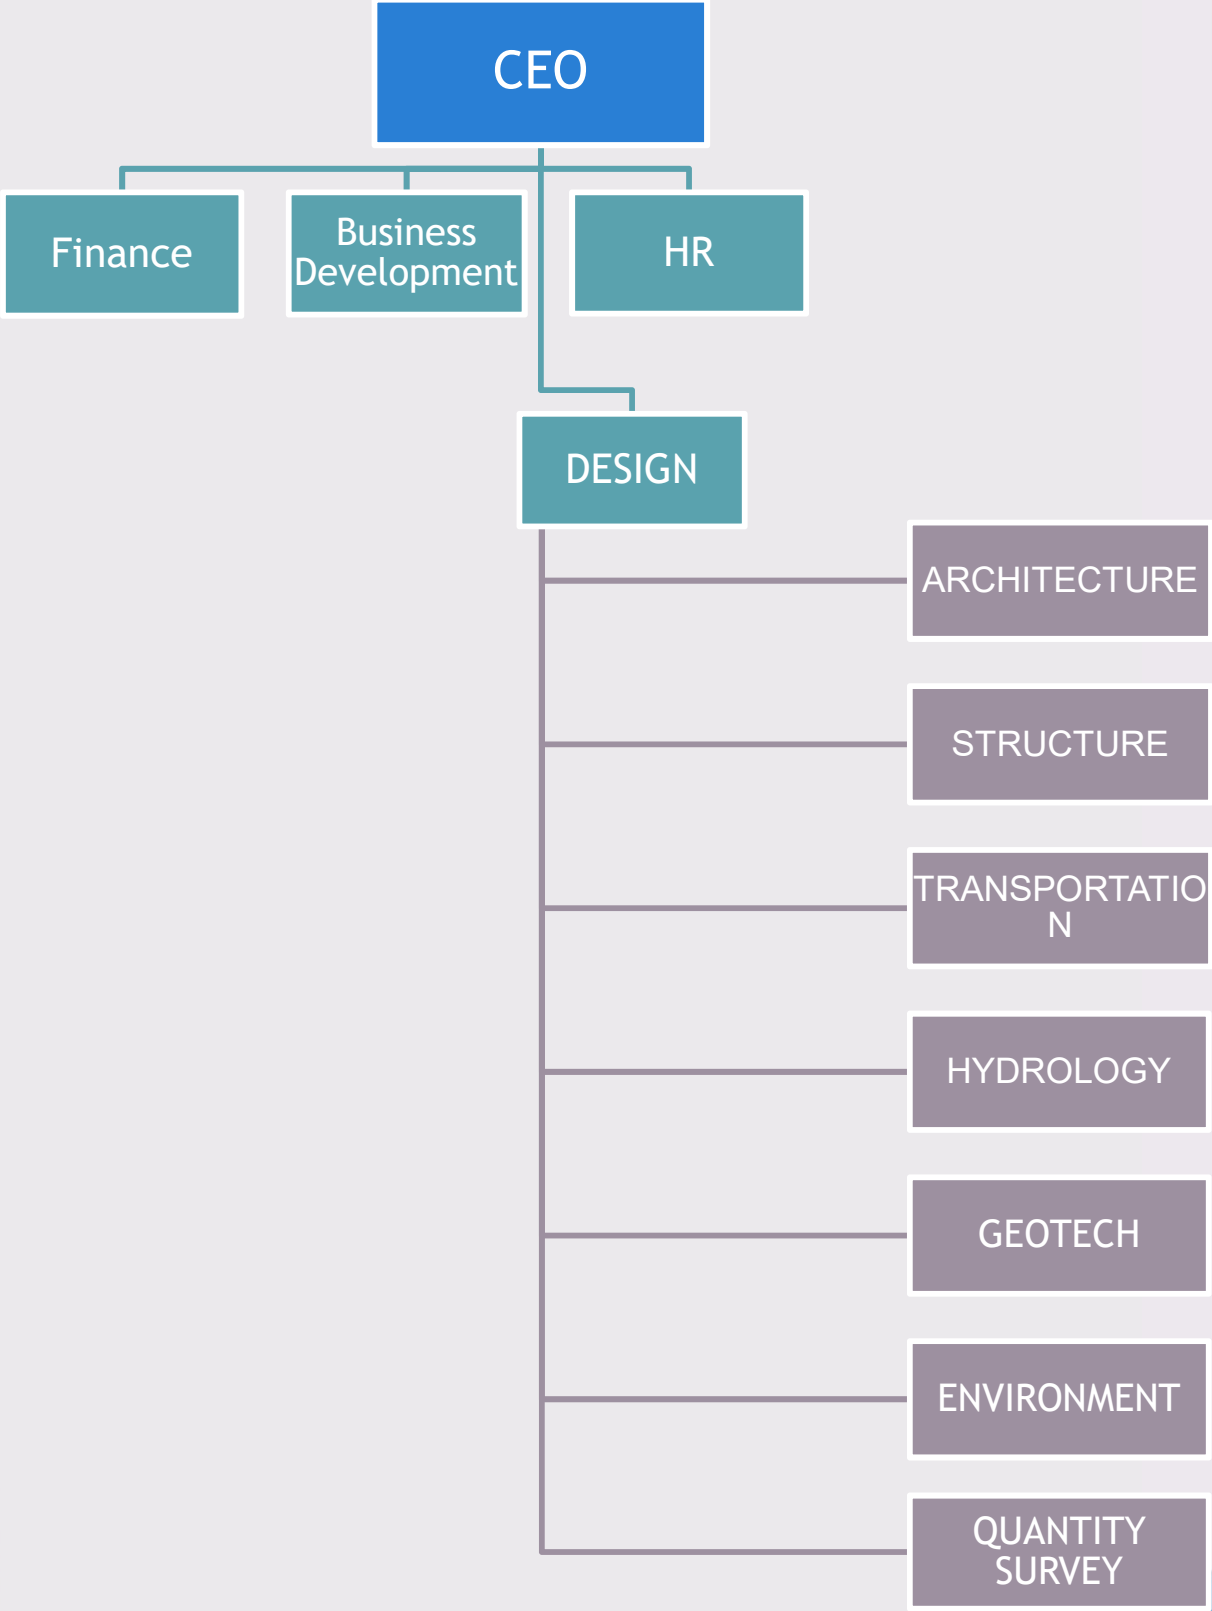 CEO
Finance
Business
Development
HR
DESIGN
ARCHITECTURE
STRUCTURE
TRANSPORTATIO
N
HYDROLOGY
GEOTECH
ENVIRONMENT
QUANTITY
SURVEY